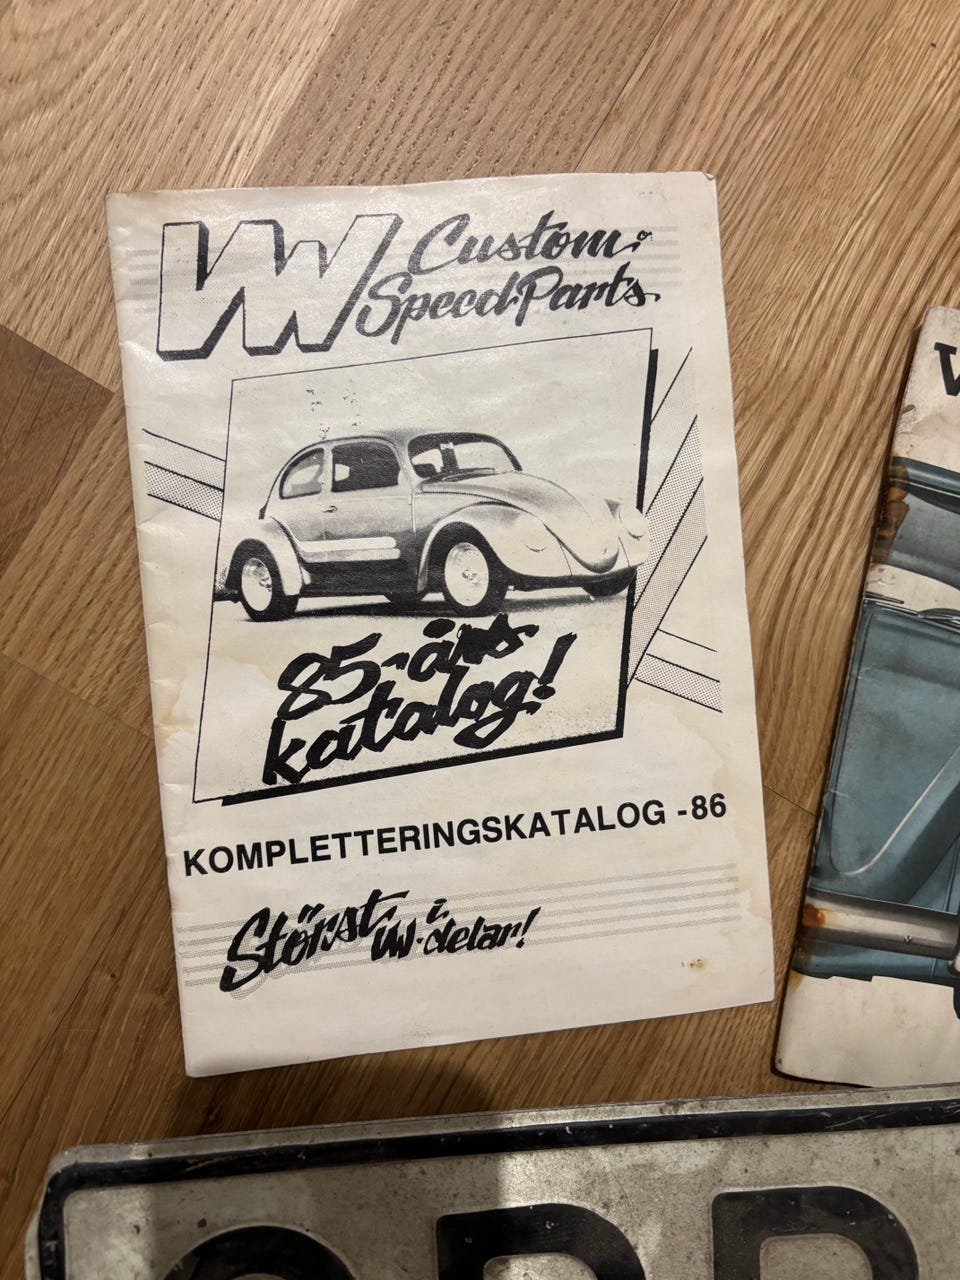 VW Custom &
Speed Parts
85-års
katalog!
KOMPLETTERINGSKATALOG -86
Störst i
vw-delar!